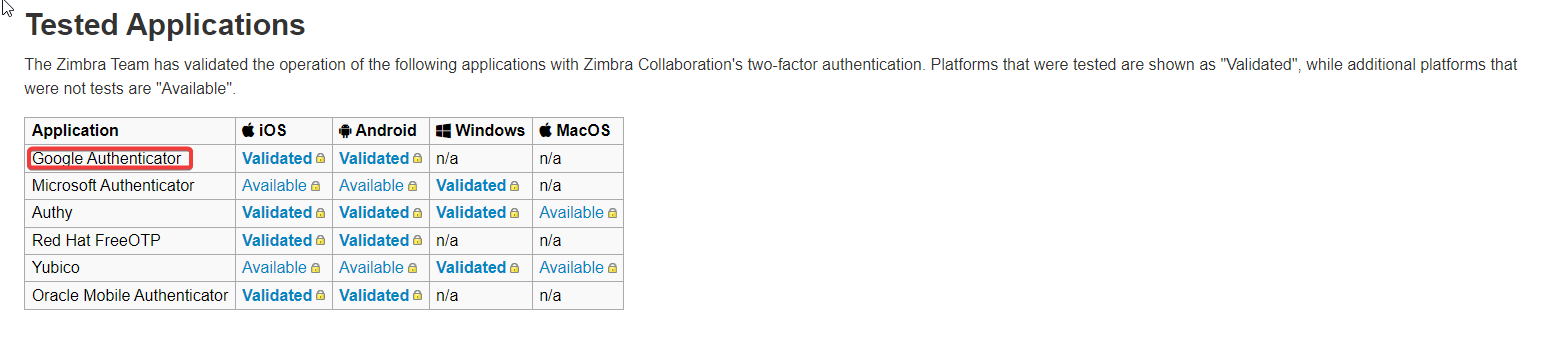 Tested Applications
The Zimbra Team has validated the operation of the following applications with Zimbra Collaboration's two-factor authentication. Platforms that were tested are shown as "Validated", while additional platforms that
were not tests are "Available".
Application iOS Android Windows MacOS
Google Authenticator Validated Validated n/a n/a
Microsoft Authenticator Available Available Validated n/a
Authy Validated Validated Validated Available
Red Hat FreeOTP Validated Validated n/a n/a
Yubico Available Available Validated Available
Oracle Mobile Authenticator Validated Validated n/a n/a